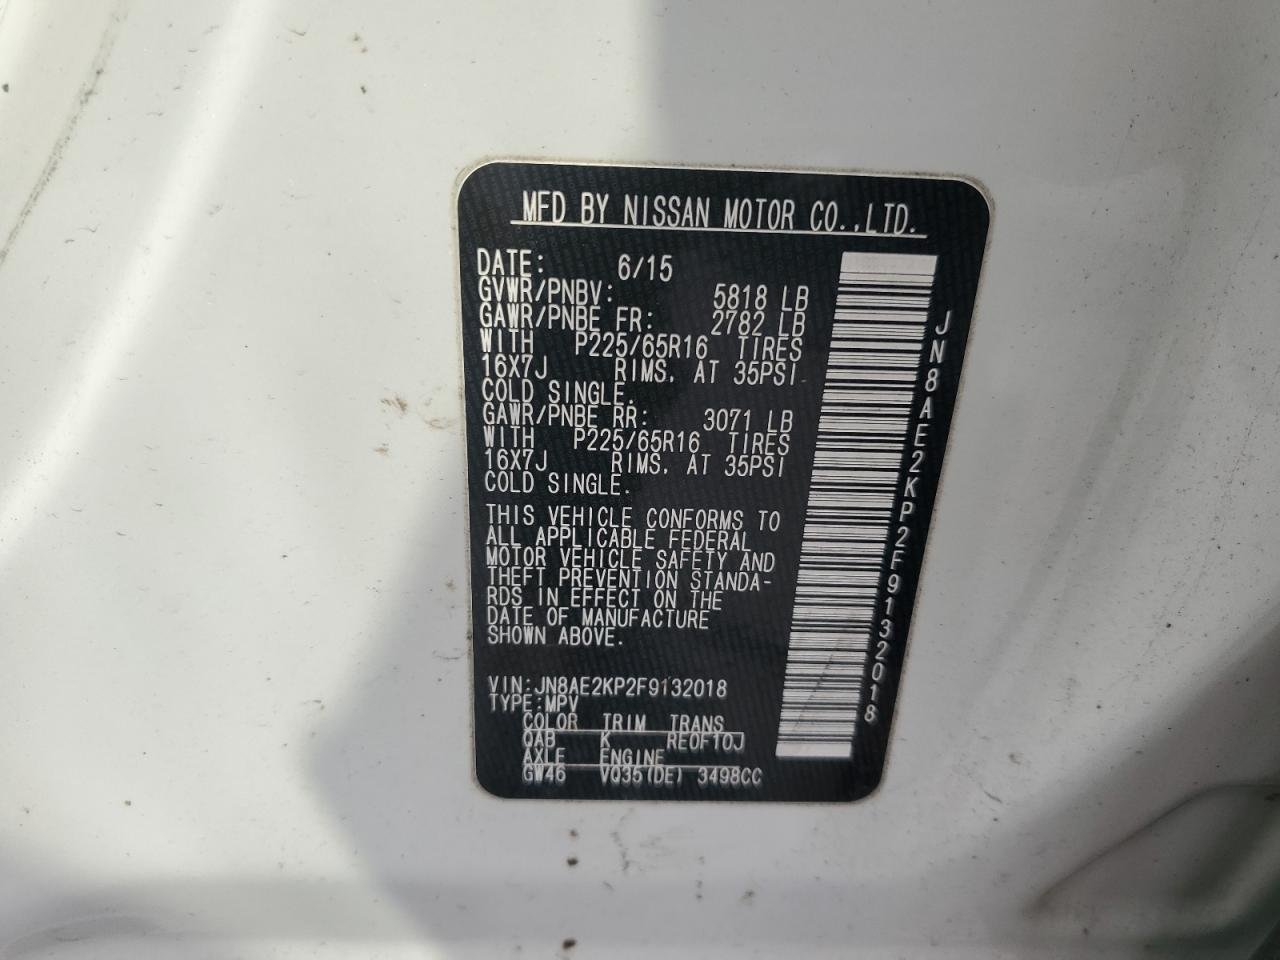 MFD BY NISSAN MOTOR CO.,LTD.
DATE: 6/15
GVWR/PNBV: 5818 LB
GAWR/PNBE FR: 2782 LB
WITH P225/65R16 TIRES
16X7J RIMS, AT 35PSI
COLD SINGLE.
GAWR/PNBE RR: 3071 LB
WITH P225/65R16 TIRES
16X7J RIMS, AT 35PSI
COLD SINGLE.
THIS VEHICLE CONFORMS TO
ALL APPLICABLE FEDERAL
MOTOR VEHICLE SAFETY AND
THEFT PREVENTION STANDA-
RDS IN EFFECT ON THE
DATE OF MANUFACTURE
SHOWN ABOVE.
VIN:JN8AE2KP2F9132018
TYPE:MPV
COLOR TRIM TRANS
QAB K RE0F10J
AXLE ENGINE
GW46 VQ35(DE) 3498CC
JN8AE2KP2F9132018